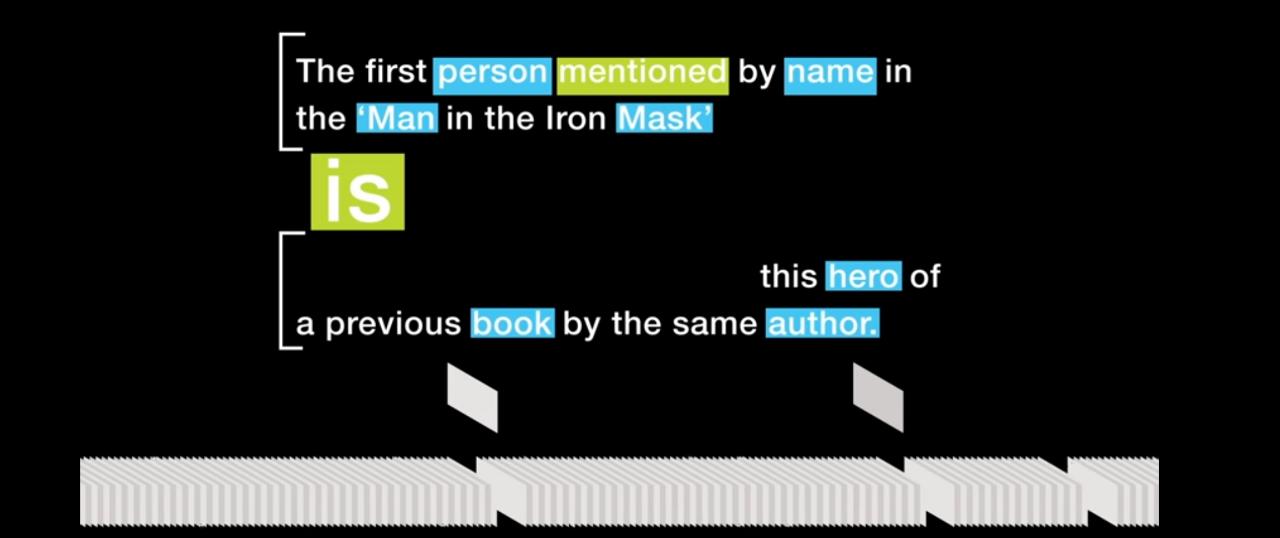 The first person mentioned by name in
the ‘Man in the Iron Mask’
is
this hero of
a previous book by the same author.